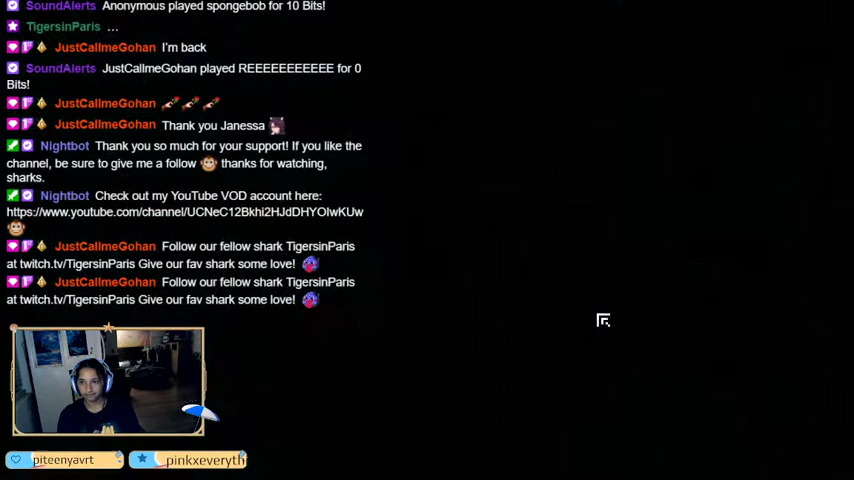 SoundAlerts Anonymous played spongebob for 10 Bits!
TigersinParis ...
JustCallmeGohan I'm back
SoundAlerts JustCallmeGohan played REEEEEEEEEEE for 0
Bits!
JustCallmeGohan
JustCallmeGohan Thank you Janessa
Nightbot Thank you so much for your support! If you like the
channel, be sure to give me a follow thanks for watching,
sharks.
Nightbot Check out my YouTube VOD account here:
https://www.youtube.com/channel/UCNeC12Bkhi2HJdDHYOlwKUw
JustCallmeGohan Follow our fellow shark TigersinParis
at twitch.tv/TigersinParis Give our fav shark some love!
JustCallmeGohan Follow our fellow shark TigersinParis
at twitch.tv/TigersinParis Give our fav shark some love!
piteenyavrt
pinkxeveryth